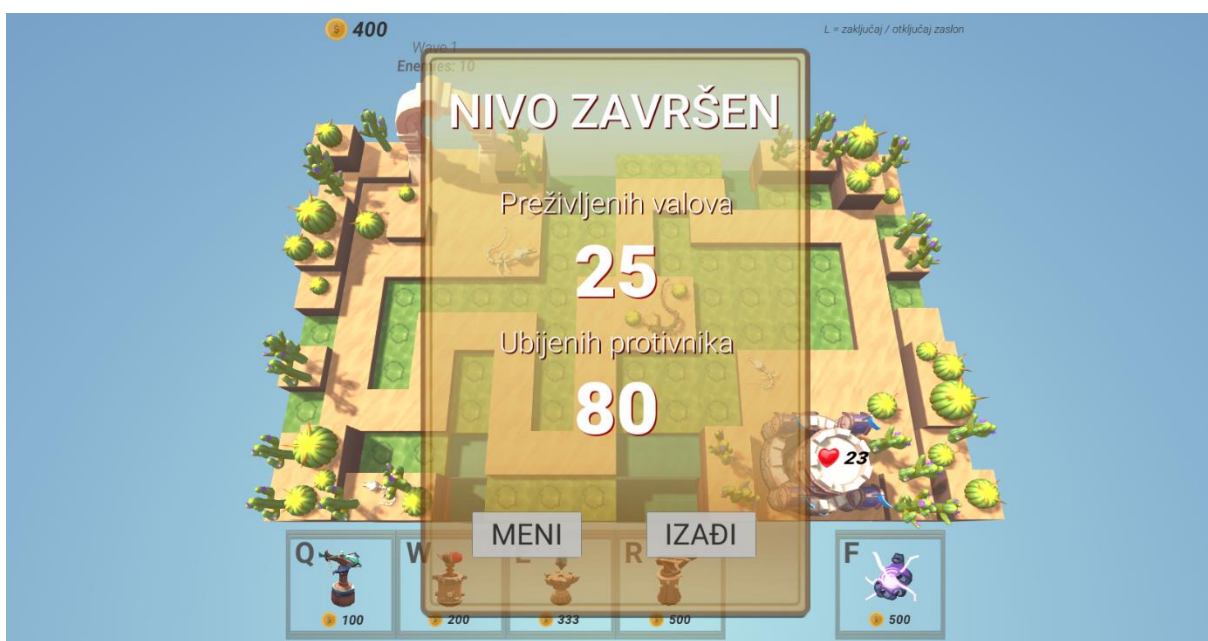 400
L = zaključaj / otključaj zaslon
Wave 1
Enemies: 10
NIVO ZAVRŠEN
Preživljenih valova
25
Ubijenih protivnika
80
23
MENI
IZAĐI
Q
W
E
R
F
100
200
333
500
500